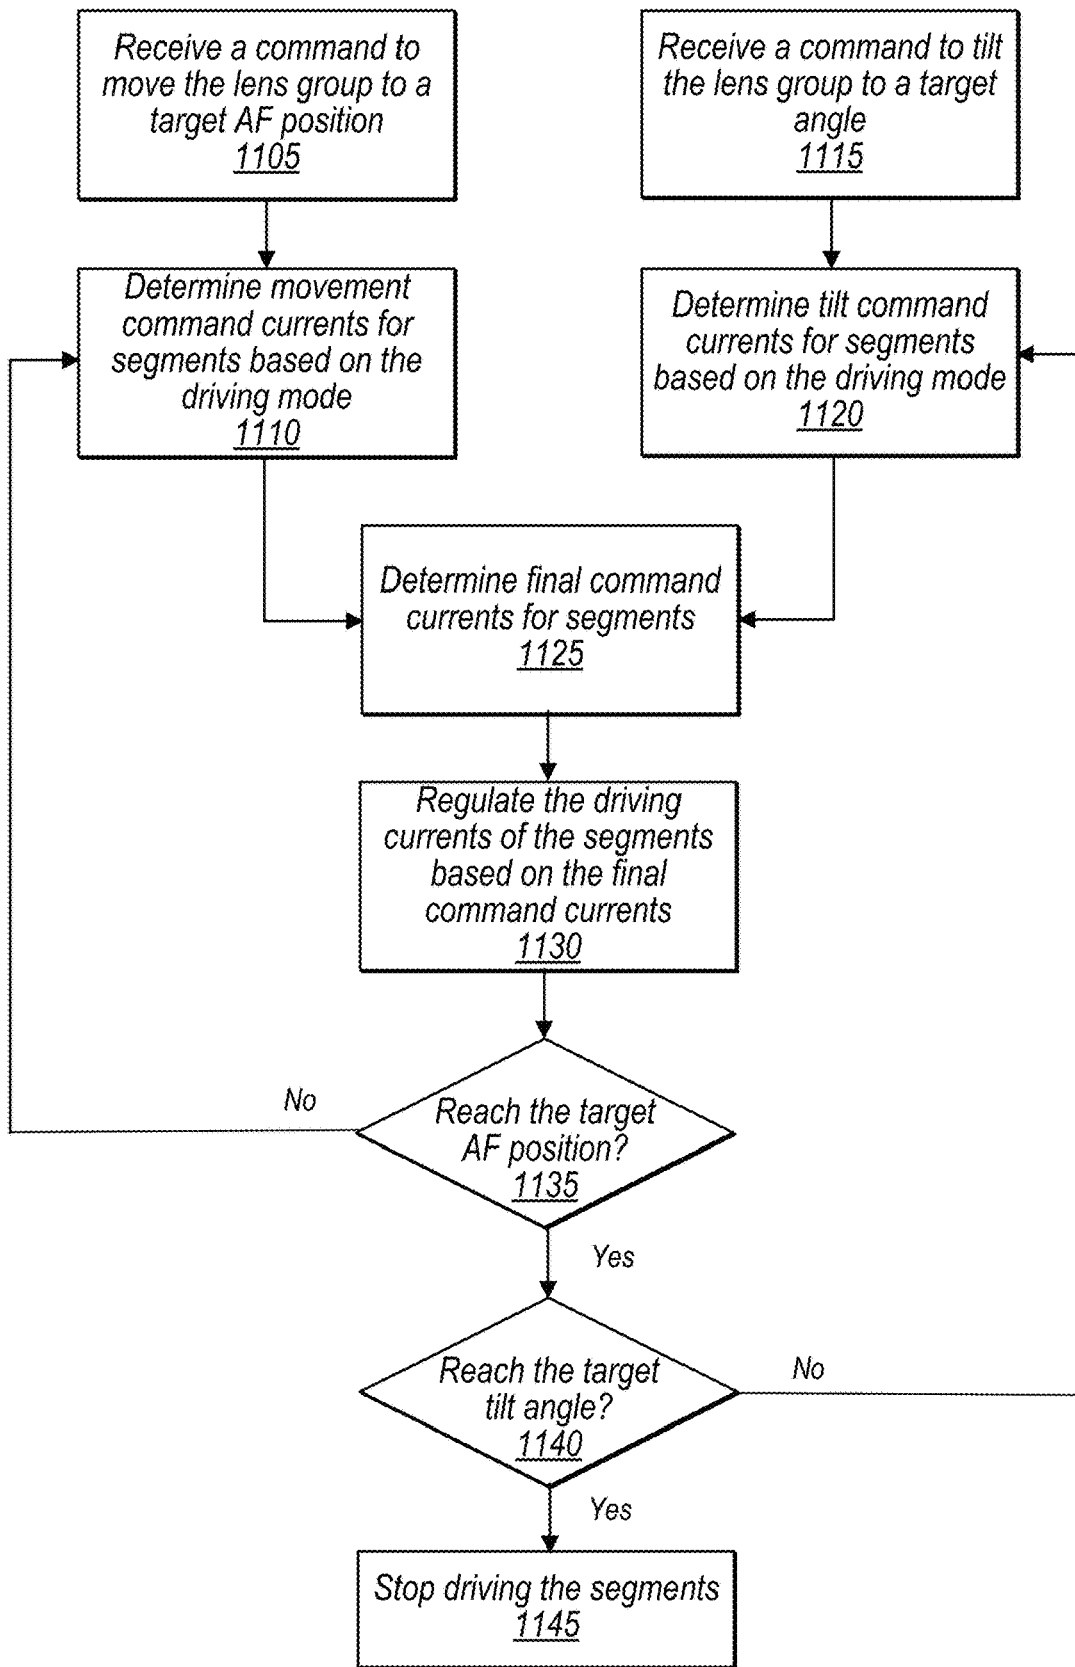 Receive a command to
move the lens group to a
target AF position
1105
Receive a command to tilt
the lens group to a target
angle
1115
Determine movement
command currents for
segments based on the
driving mode
1110
Determine tilt command
currents for segments
based on the driving mode
1120
Determine final command
currents for segments
1125
Regulate the driving
currents of the segments
based on the final
command currents
1130
No
Reach the target
AF position?
1135
Yes
Reach the target
tilt angle?
1140
No
Yes
Stop driving the segments
1145